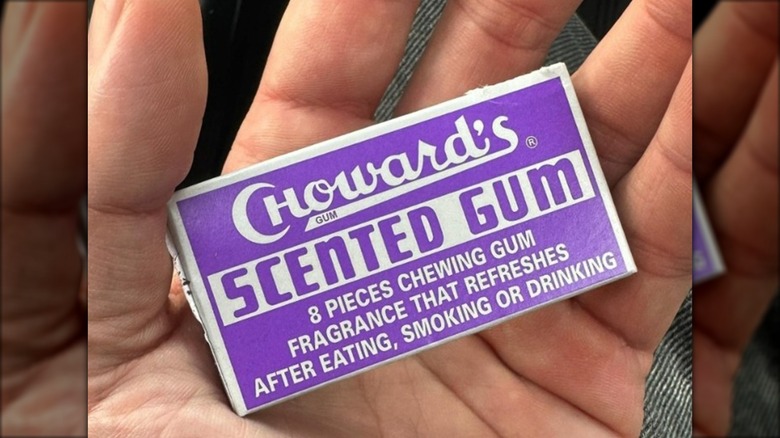 CHoward's ®
GUM
SCENTED GUM
8 PIECES CHEWING GUM
FRAGRANCE THAT REFRESHES
AFTER EATING, SMOKING OR DRINKING